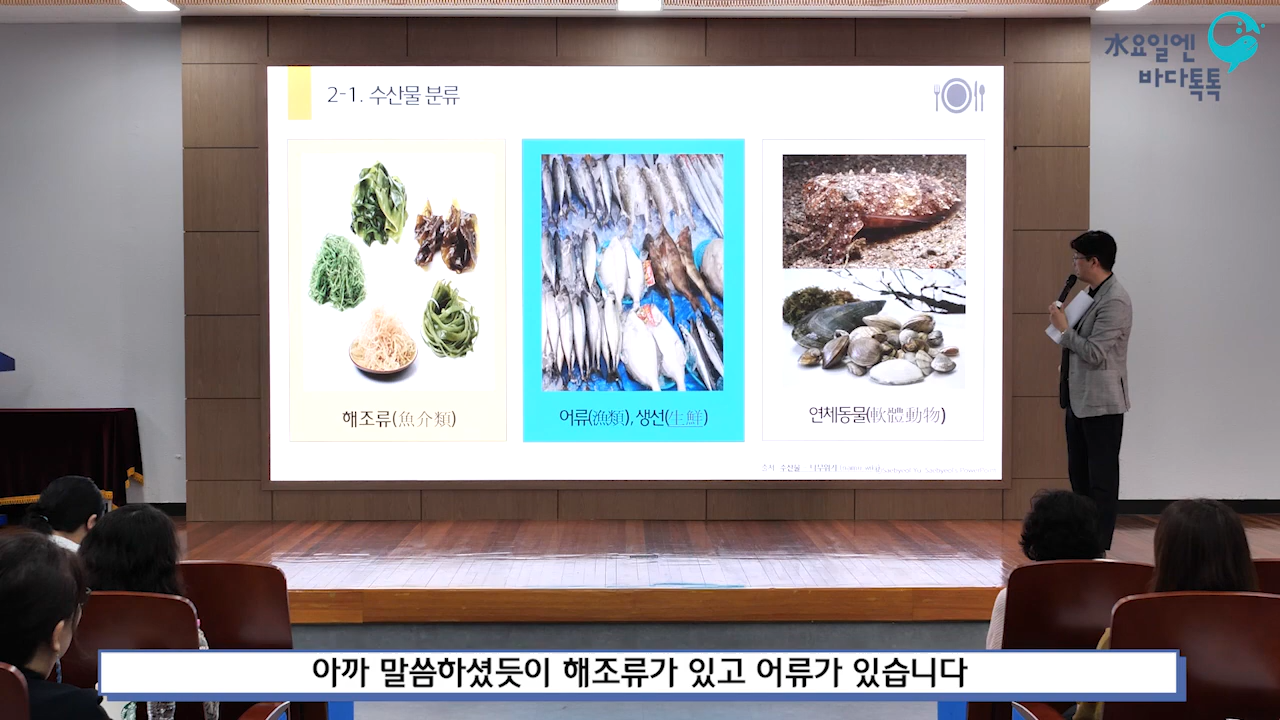 水요일엔
바다톡톡
2-1. 수산물 분류
해조류(魚介類)
어류(漁類), 생선(生鮮)
연체동물(軟體動物)
아까 말씀하셨듯이 해조류가 있고 어류가 있습니다